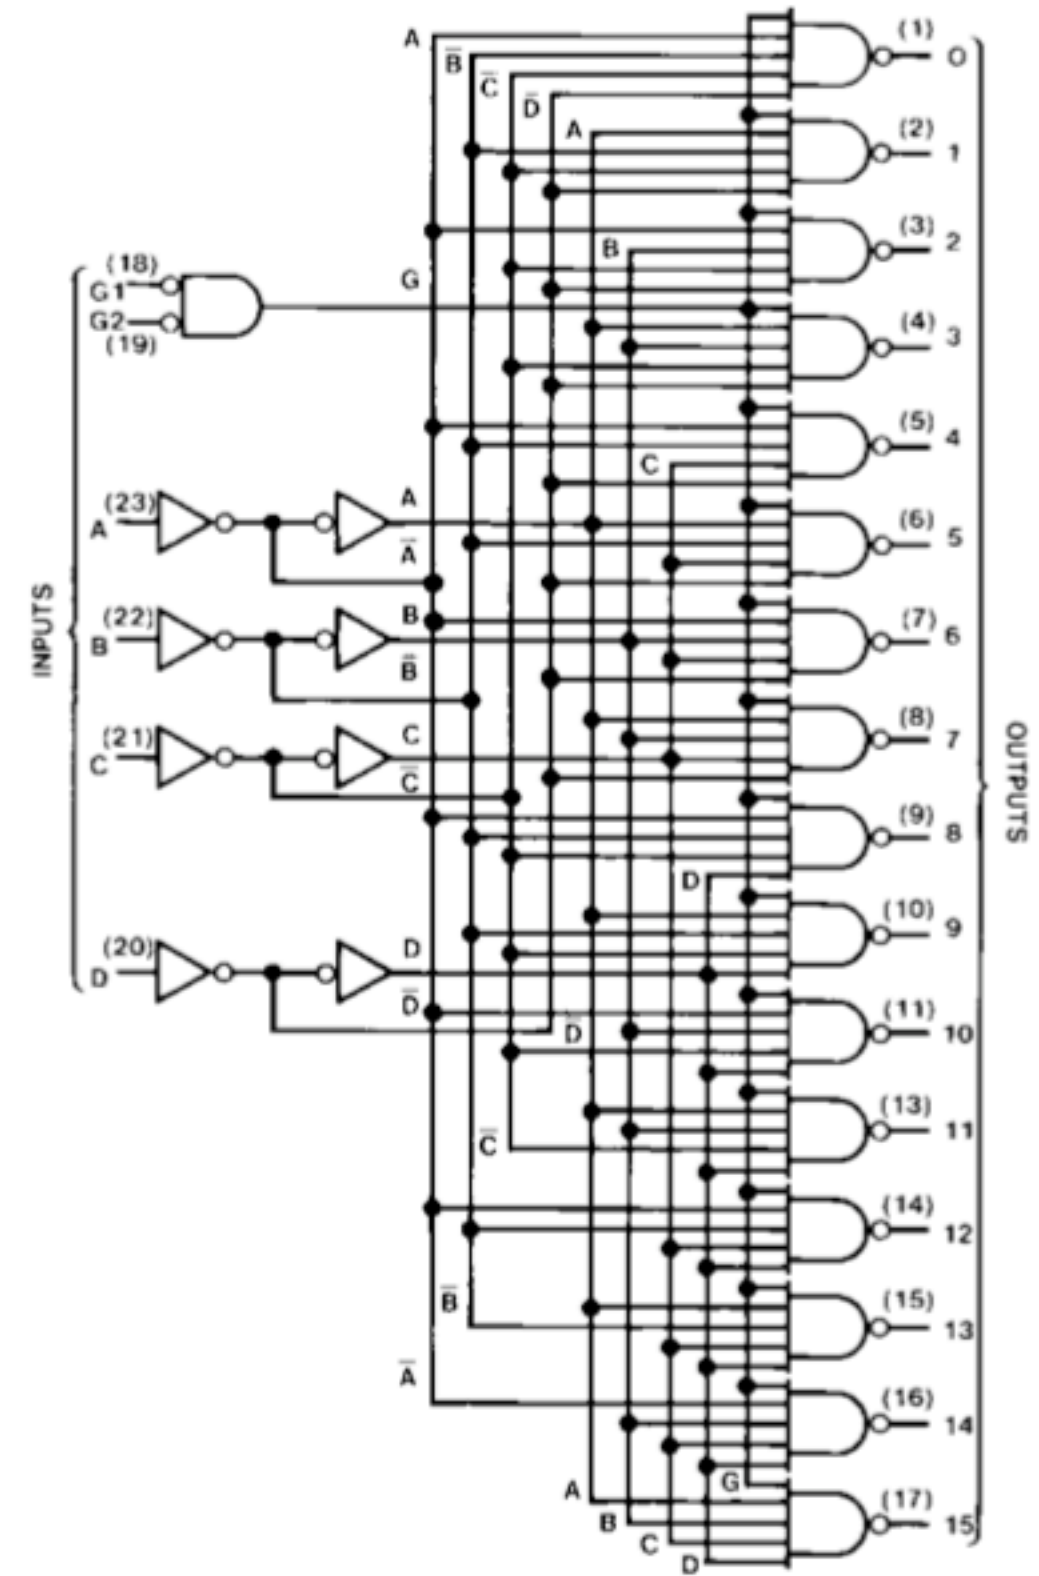 A
B̅
C̅
D̅
A
(1)
0
(2)
1
B
(3)
2
(18)
G1
G2
(19)
G
(4)
3
C
(5)
4
(23)
A
A
A̅
(6)
5
INPUTS
(22)
B
B
B̅
(7)
6
(21)
C
C
C̅
(8)
7
OUTPUTS
(9)
8
D
(10)
9
(20)
D
D
D̅
D̅
(11)
10
C̅
(13)
11
(14)
12
B̅
(15)
13
A̅
(16)
14
G
A
B
C
D
(17)
15